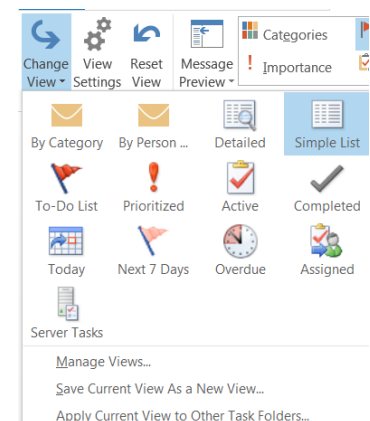 Change View
View Settings
Reset View
Message Preview
Categories
Importance
By Category
By Person ...
Detailed
Simple List
To-Do List
Prioritized
Active
Completed
Today
Next 7 Days
Overdue
Assigned
Server Tasks
Manage Views...
Save Current View As a New View...
Apply Current View to Other Task Folders...